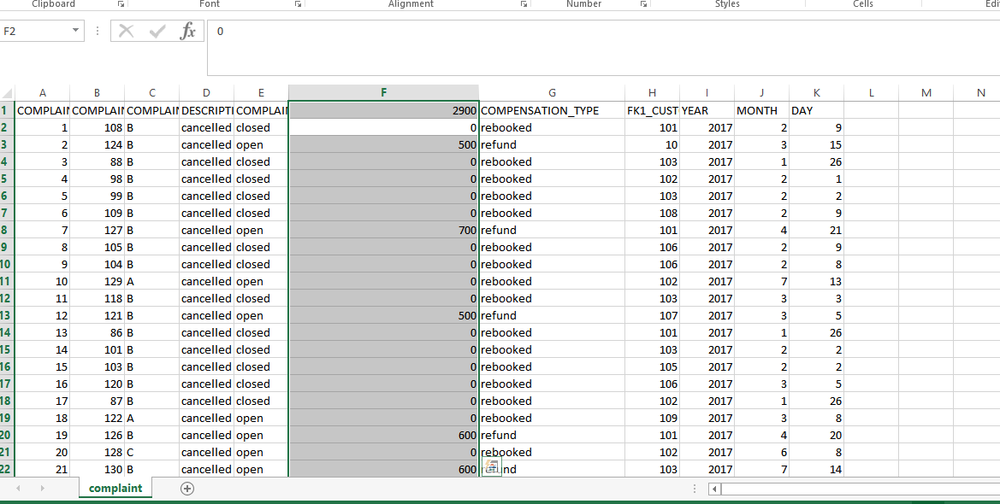 Clipboard Font Alignment Number Styles Cells
F2 fx 0
A B C D E F G H I J K L M N
1 COMPLAI COMPLAI COMPLAI DESCRIPTI COMPLAI 2900 COMPENSATION_TYPE FK1_CUST YEAR MONTH DAY
2 1 108 B cancelled closed 0 rebooked 101 2017 2 9
3 2 124 B cancelled open 500 refund 10 2017 3 15
4 3 88 B cancelled closed 0 rebooked 103 2017 1 26
5 4 98 B cancelled closed 0 rebooked 102 2017 2 1
6 5 99 B cancelled closed 0 rebooked 103 2017 2 2
7 6 109 B cancelled closed 0 rebooked 108 2017 2 9
8 7 127 B cancelled open 700 refund 101 2017 4 21
9 8 105 B cancelled closed 0 rebooked 106 2017 2 9
10 9 104 B cancelled closed 0 rebooked 106 2017 2 8
11 10 129 A cancelled open 0 rebooked 102 2017 7 13
12 11 118 B cancelled closed 0 rebooked 103 2017 3 3
13 12 121 B cancelled open 500 refund 107 2017 3 5
14 13 86 B cancelled closed 0 rebooked 101 2017 1 26
15 14 101 B cancelled closed 0 rebooked 103 2017 2 2
16 15 103 B cancelled closed 0 rebooked 105 2017 2 2
17 16 120 B cancelled closed 0 rebooked 106 2017 3 5
18 17 87 B cancelled closed 0 rebooked 102 2017 1 26
19 18 122 A cancelled open 0 rebooked 109 2017 3 8
20 19 126 B cancelled open 600 refund 101 2017 4 20
21 20 128 C cancelled open 0 rebooked 102 2017 6 8
22 21 130 B cancelled open 600 refund 103 2017 7 14
complaint